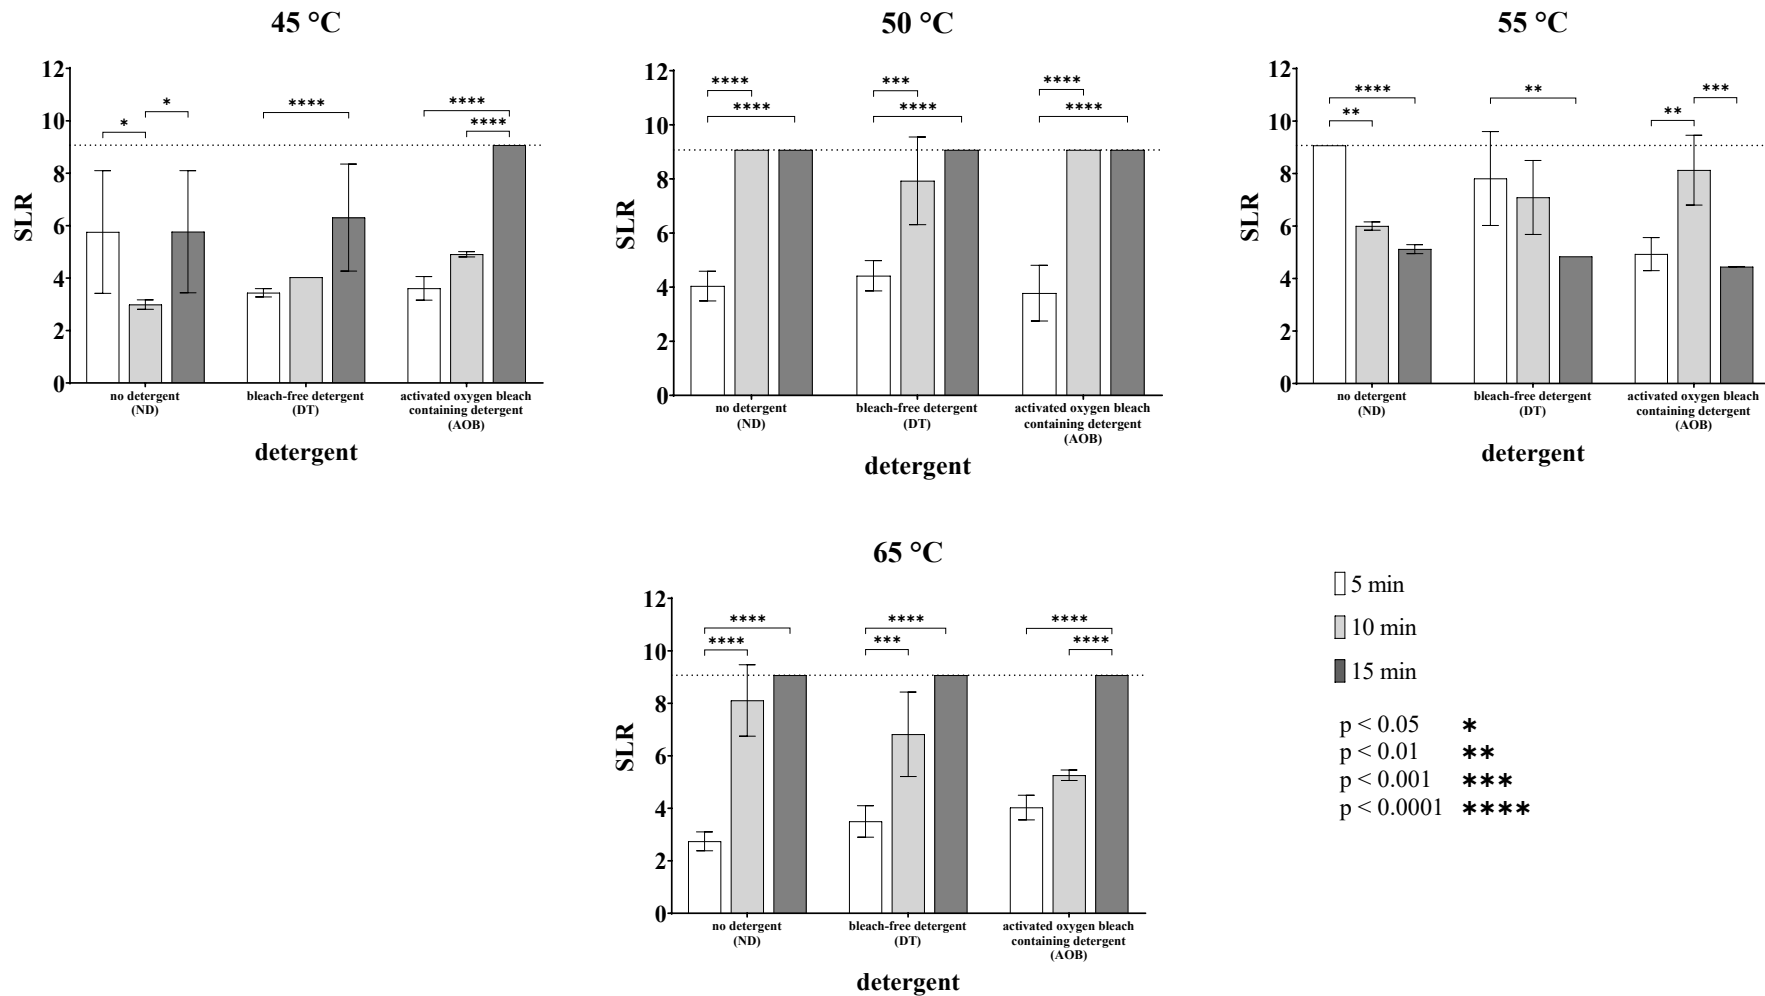 45 °C
12
10
8
6
4
2
0
SLR
*
*
****
****
****
no detergent
(ND)
bleach-free detergent
(DT)
activated oxygen bleach
containing detergent
(AOB)
detergent
50 °C
12
10
8
6
4
2
0
SLR
****
****
***
****
****
****
no detergent
(ND)
bleach-free detergent
(DT)
activated oxygen bleach
containing detergent
(AOB)
detergent
55 °C
12
10
8
6
4
2
0
SLR
****
**
**
**
***
no detergent
(ND)
bleach-free detergent
(DT)
activated oxygen bleach
containing detergent
(AOB)
detergent
65 °C
12
10
8
6
4
2
0
SLR
****
****
****
***
****
****
no detergent
(ND)
bleach-free detergent
(DT)
activated oxygen bleach
containing detergent
(AOB)
detergent
5 min
10 min
15 min
p < 0.05 *
p < 0.01 **
p < 0.001 ***
p < 0.0001 ****